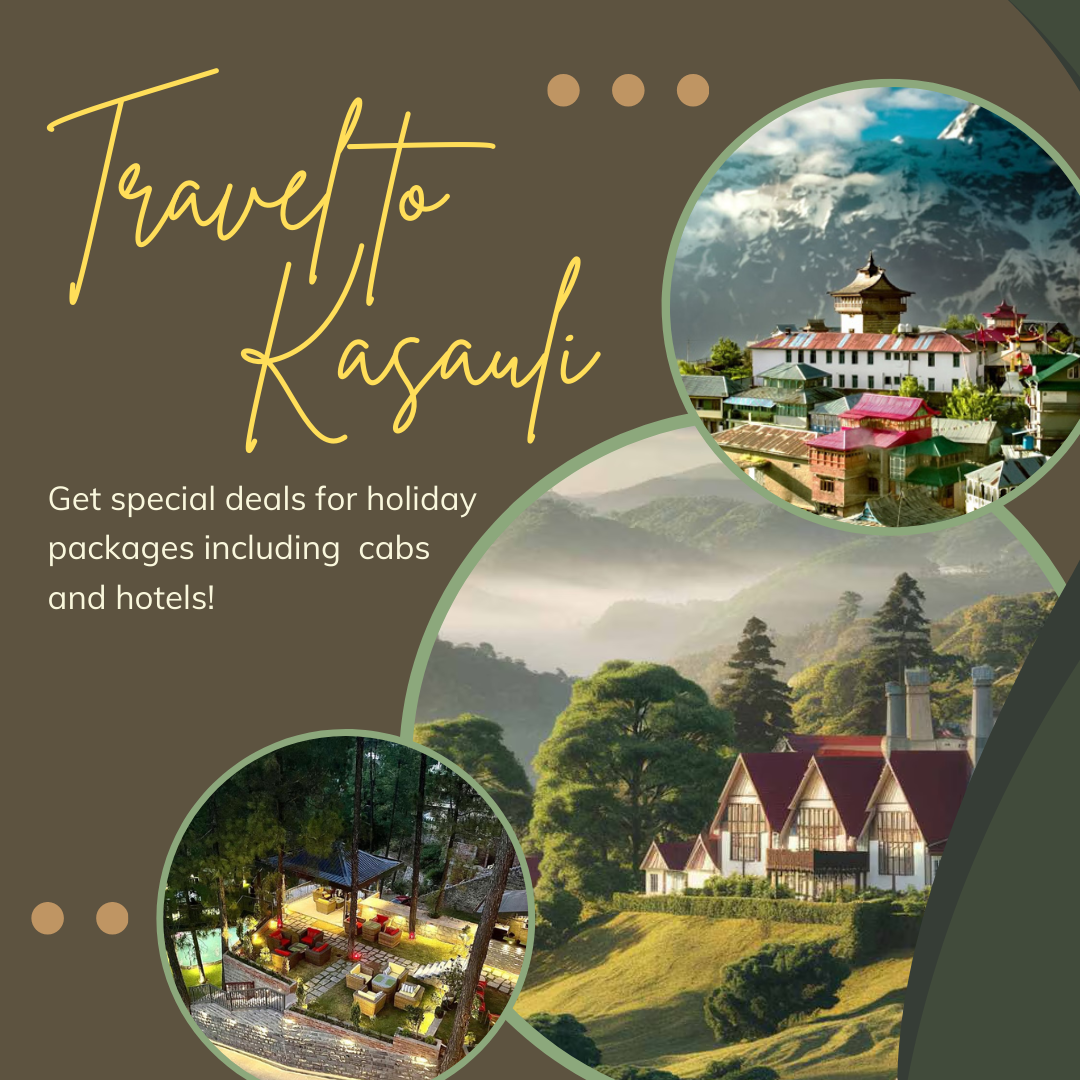 Travel to
Kasauli
Get special deals for holiday
packages including  cabs
and hotels!